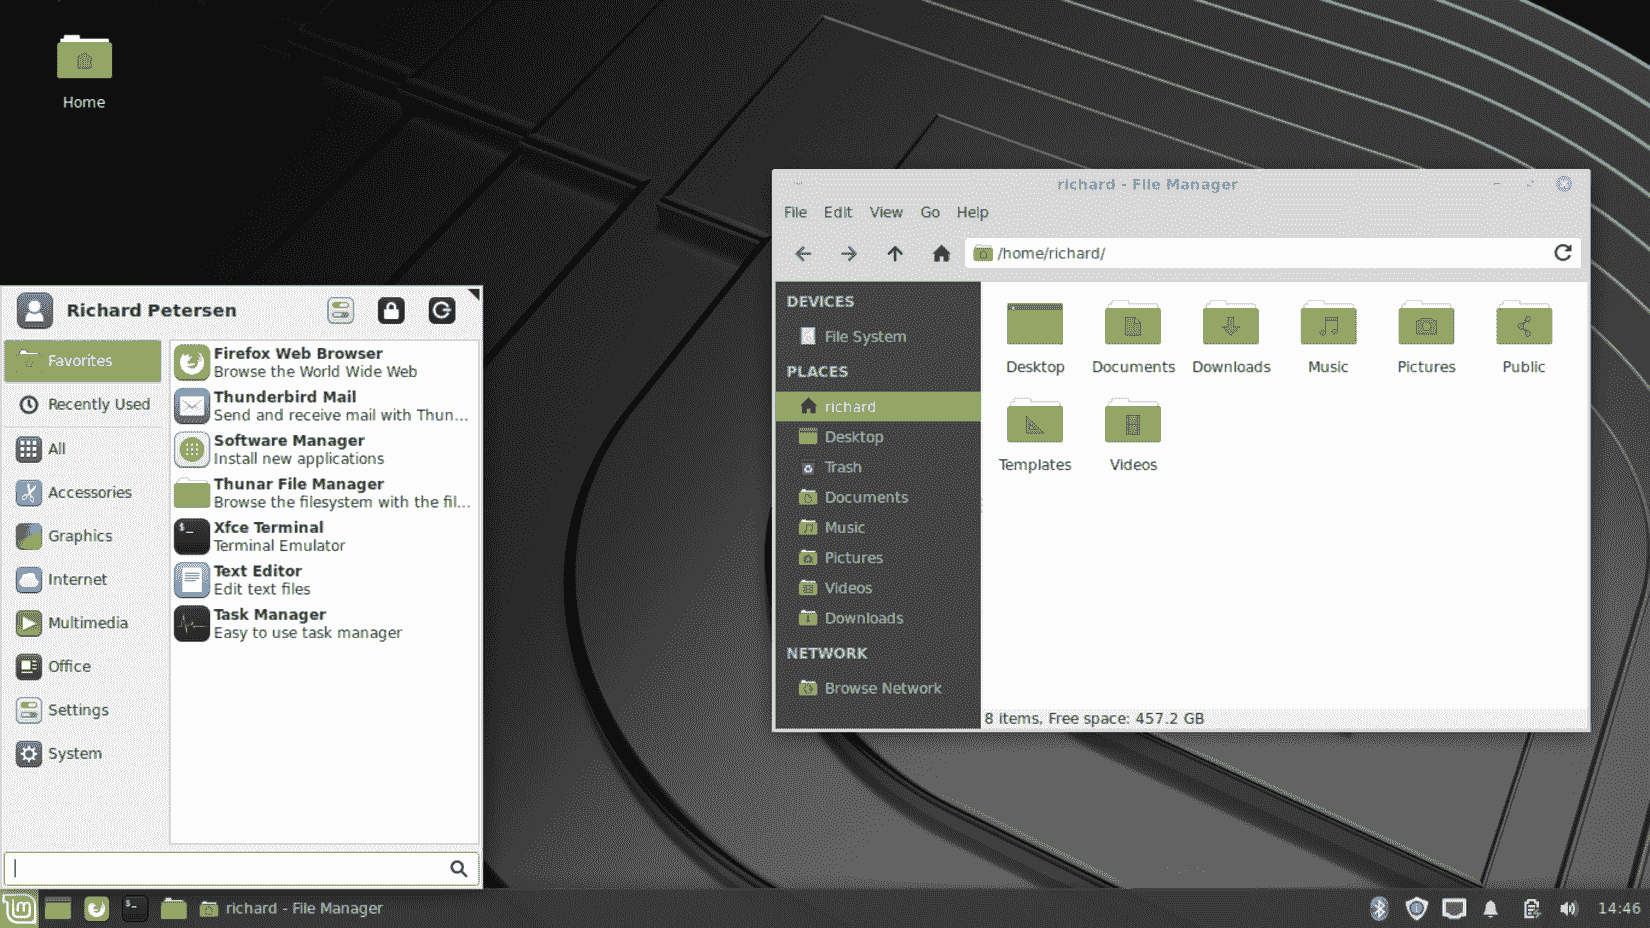 Home
richard - File Manager
File Edit View Go Help
/home/richard/
DEVICES
File System
PLACES
richard
Desktop
Trash
Documents
Music
Pictures
Videos
Downloads
NETWORK
Browse Network
Desktop Documents Downloads Music Pictures Public
Templates Videos
8 items, Free space: 457.2 GB
Richard Petersen
Favorites
Recently Used
All
Accessories
Graphics
Internet
Multimedia
Office
Settings
System
Firefox Web Browser
Browse the World Wide Web
Thunderbird Mail
Send and receive mail with Thun...
Software Manager
Install new applications
Thunar File Manager
Browse the filesystem with the fil...
Xfce Terminal
Terminal Emulator
Text Editor
Edit text files
Task Manager
Easy to use task manager
richard - File Manager
14:46